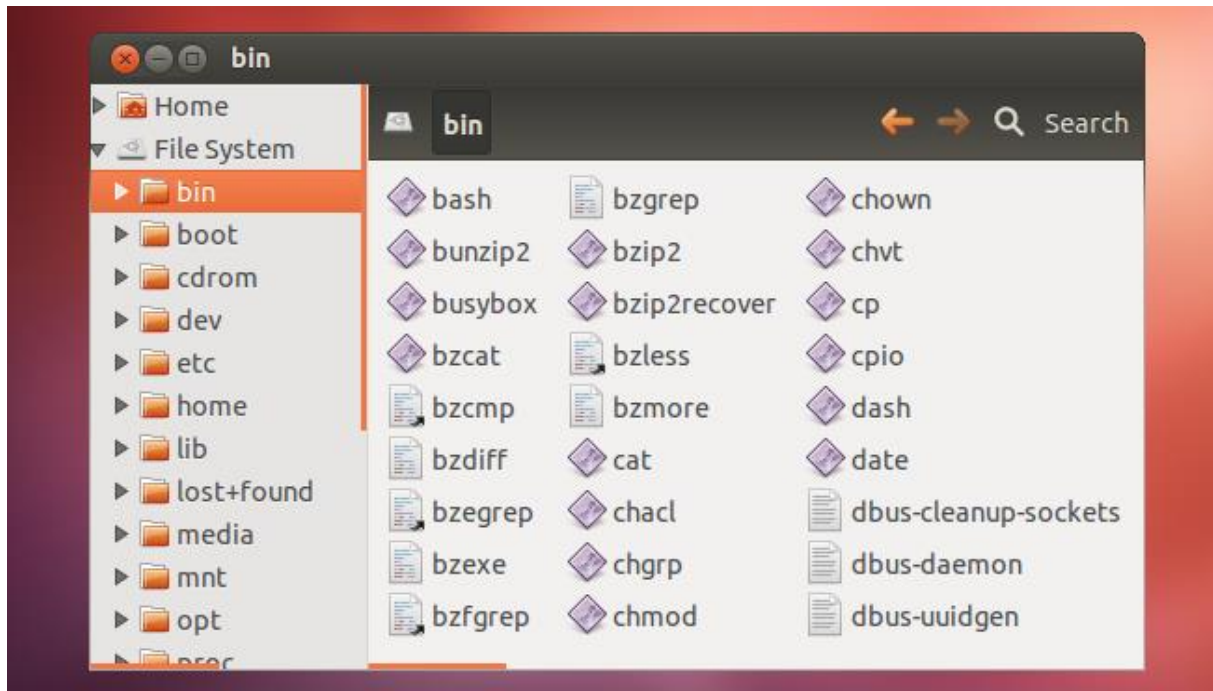 bin
Home
File System
bin
boot
cdrom
dev
etc
home
lib
lost+found
media
mnt
opt
proc
bin
Search
bash
bunzip2
busybox
bzcat
bzcmp
bzdiff
bzegrep
bzexe
bzfgrep
bzgrep
bzip2
bzip2recover
bzless
bzmore
cat
chacl
chgrp
chmod
chown
chvt
cp
cpio
dash
date
dbus-cleanup-sockets
dbus-daemon
dbus-uuidgen